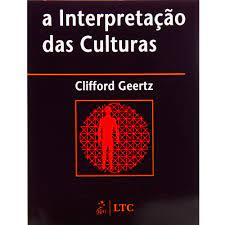 a Interpretação
das Culturas
Clifford Geertz
LTC